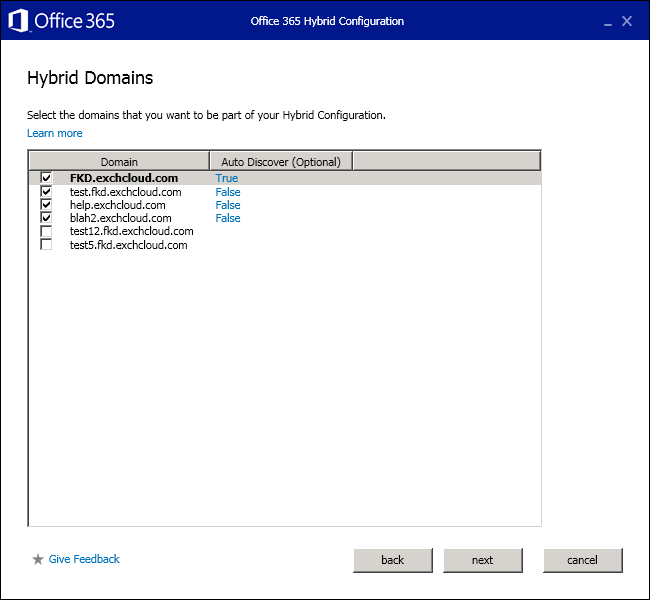 Office 365
Office 365 Hybrid Configuration
Hybrid Domains
Select the domains that you want to be part of your Hybrid Configuration.
Learn more
Domain Auto Discover (Optional)
FKD.exchcloud.com True
test.fkd.exchcloud.com False
help.exchcloud.com False
blah2.exchcloud.com False
test12.fkd.exchcloud.com
test5.fkd.exchcloud.com
Give Feedback back next cancel